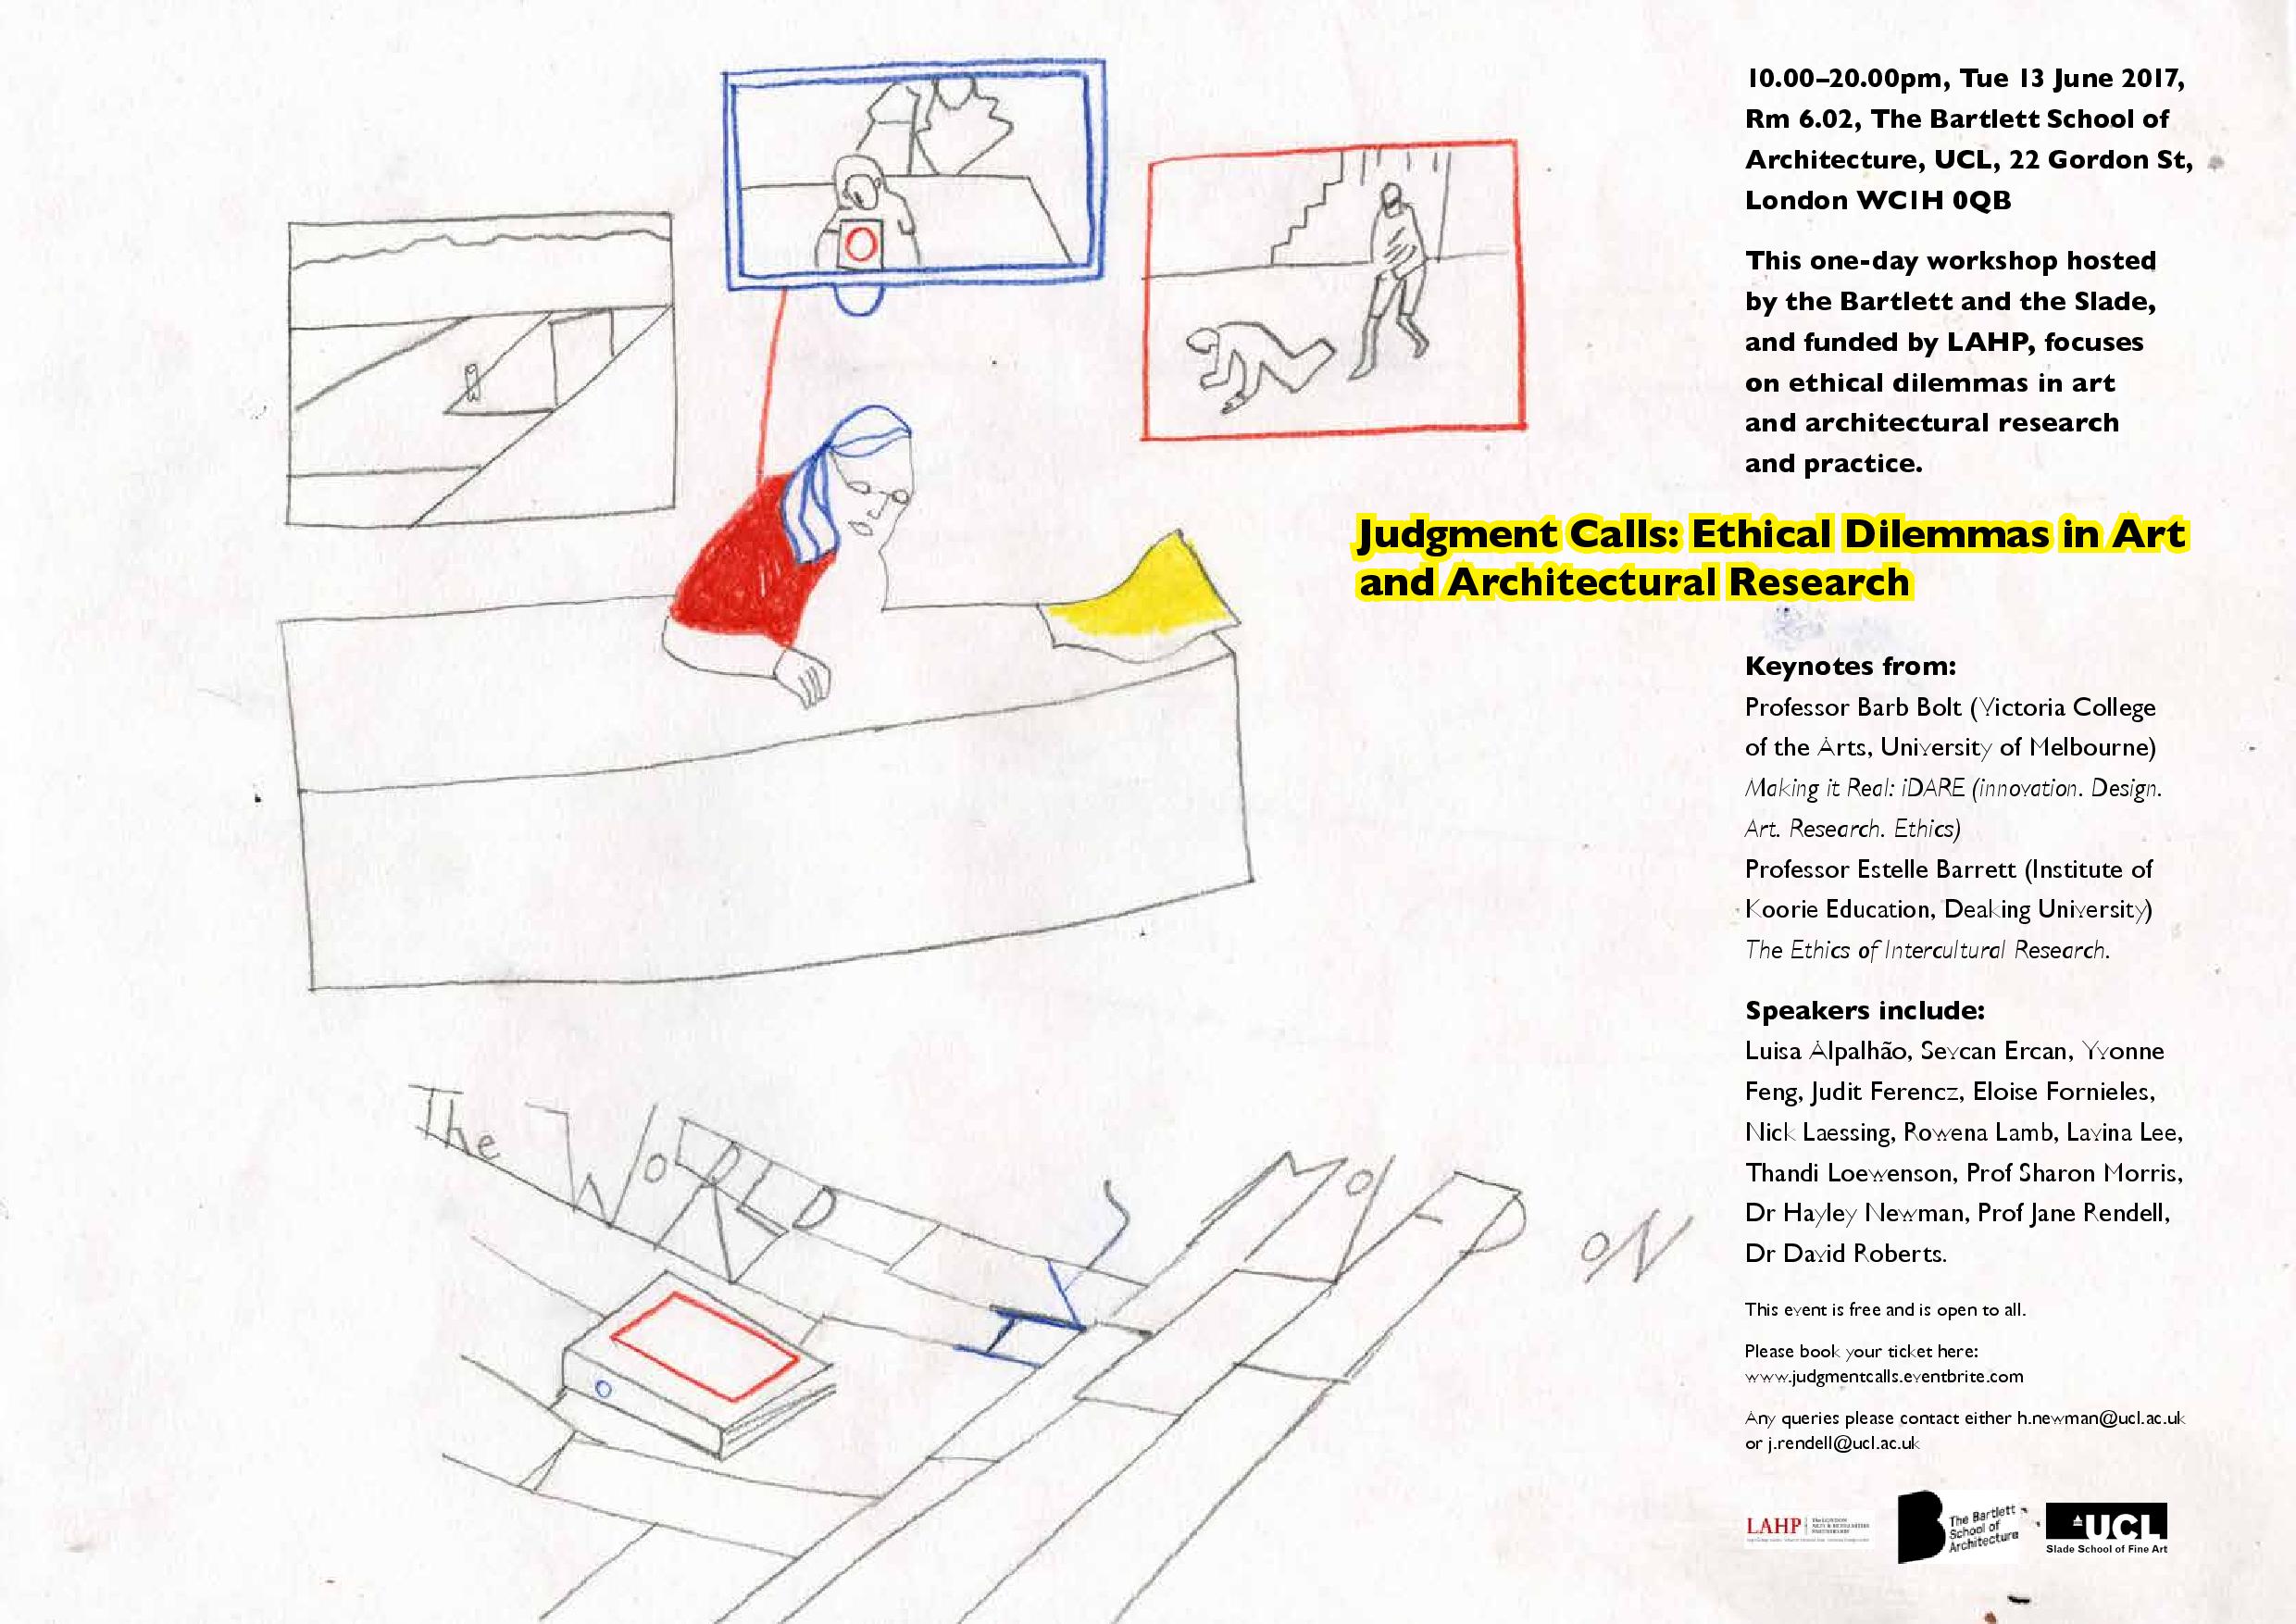 10.00–20.00pm, Tue 13 June 2017,
Rm 6.02, The Bartlett School of
Architecture, UCL, 22 Gordon St,
London WC1H 0QB
This one-day workshop hosted
by the Bartlett and the Slade,
and funded by LAHP, focuses
on ethical dilemmas in art
and architectural research
and practice.
Judgment Calls: Ethical Dilemmas in Art
and Architectural Research
Keynotes from:
Professor Barb Bolt (Victoria College
of the Arts, University of Melbourne)
Making it Real: iDARE (innovation. Design.
Art. Research. Ethics)
Professor Estelle Barrett (Institute of
Koorie Education, Deaking University)
The Ethics of Intercultural Research.
Speakers include:
Luisa Alpalhão, Sevcan Ercan, Yvonne
Feng, Judit Ferencz, Eloise Fornieles,
Nick Laessing, Rowena Lamb, Lavina Lee,
Thandi Loewenson, Prof Sharon Morris,
Dr Hayley Newman, Prof Jane Rendell,
Dr David Roberts.
This event is free and is open to all.
Please book your ticket here:
www.judgmentcalls.eventbrite.com
Any queries please contact either h.newman@ucl.ac.uk
or j.rendell@ucl.ac.uk
The WoRLD MovED oN
LAHP
The LONDON
ARTS & HUMANITIES
PARTNERSHIP
The Bartlett
School of
Architecture
UCL
Slade School of Fine Art